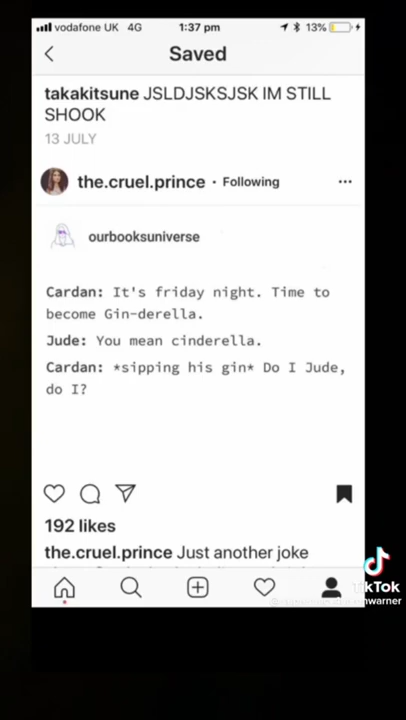 vodafone UK 4G 1:37 pm 13%
Saved
takakitsune JSLDJSKSJSK IM STILL
SHOOK
13 JULY
the.cruel.prince • Following
ourbooksuniverse
Cardan: It's friday night. Time to
become Gin-derella.
Jude: You mean cinderella.
Cardan: *sipping his gin* Do I Jude,
do I?
192 likes
the.cruel.prince Just another joke
TikTok